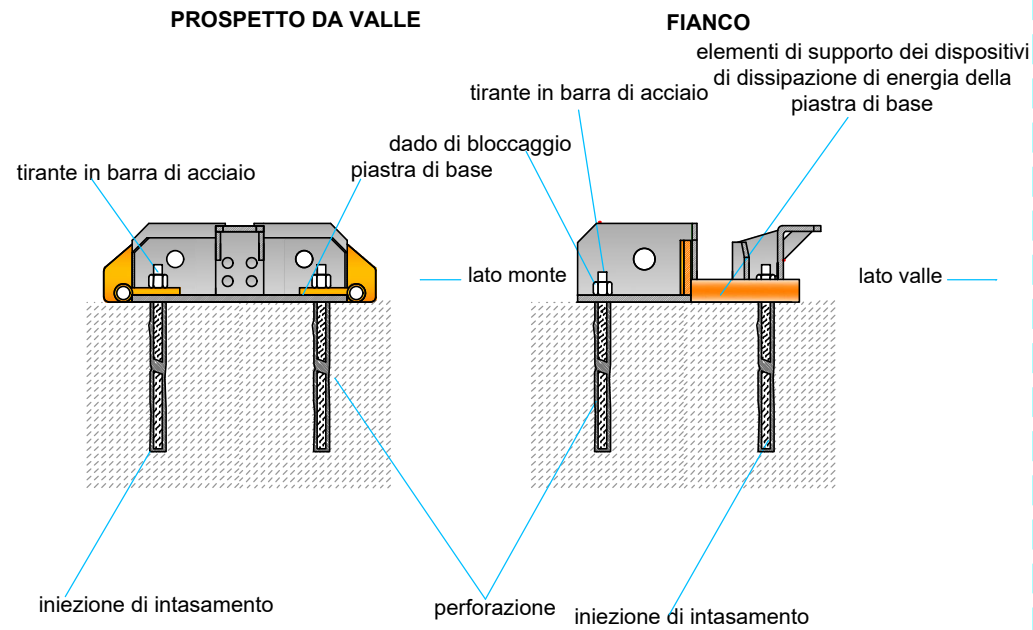 PROSPETTO DA VALLE
FIANCO
elementi di supporto dei dispositivi
di dissipazione di energia della
piastra di base
tirante in barra di acciaio
dado di bloccaggio
piastra di base
tirante in barra di acciaio
lato monte
lato valle
iniezione di intasamento
perforazione
iniezione di intasamento